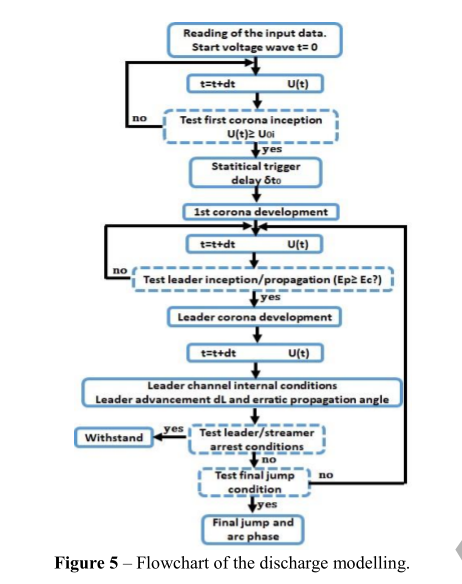 Reading of the input data.
Start voltage wave t= 0
t=t+dt U(t)
no
Test first corona inception
U(t)≥ U0i
yes
Statitical trigger
delay δt0
1st corona development
t=t+dt U(t)
no
Test leader inception/propagation (Ep≥ Ec?)
yes
Leader corona development
t=t+dt U(t)
Leader channel internal conditions
Leader advancement dL and erratic propagation angle
Withstand
yes
Test leader/streamer
arrest conditions
no
Test final jump
condition
no
yes
Final jump and
arc phase
Figure 5 – Flowchart of the discharge modelling.